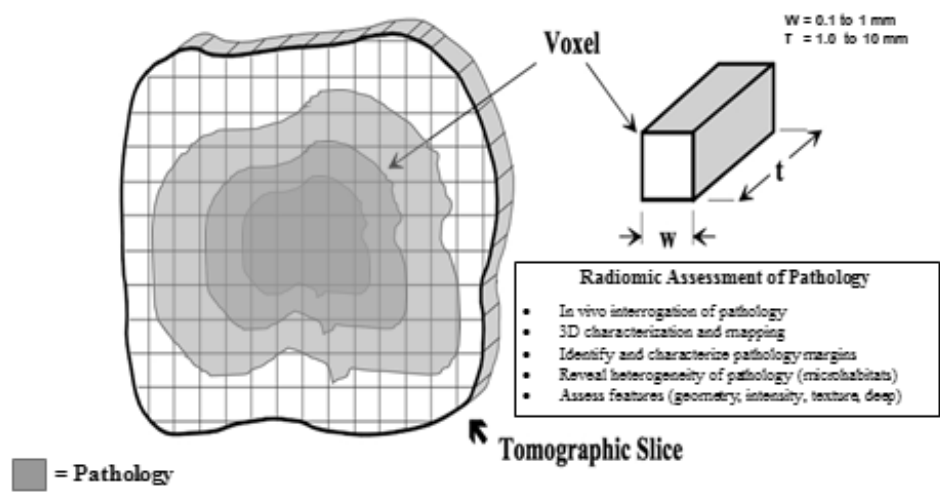 W = 0.1 to 1 mm
T = 1.0 to 10 mm
Voxel
t
w
Radiomic Assessment of Pathology
• In vivo interrogation of pathology
• 3D characterization and mapping
• Identify and characterize pathology margins
• Reveal heterogeneity of pathology (microhabitats)
• Assess features (geometry, intensity, texture, deep)
Tomographic Slice
= Pathology